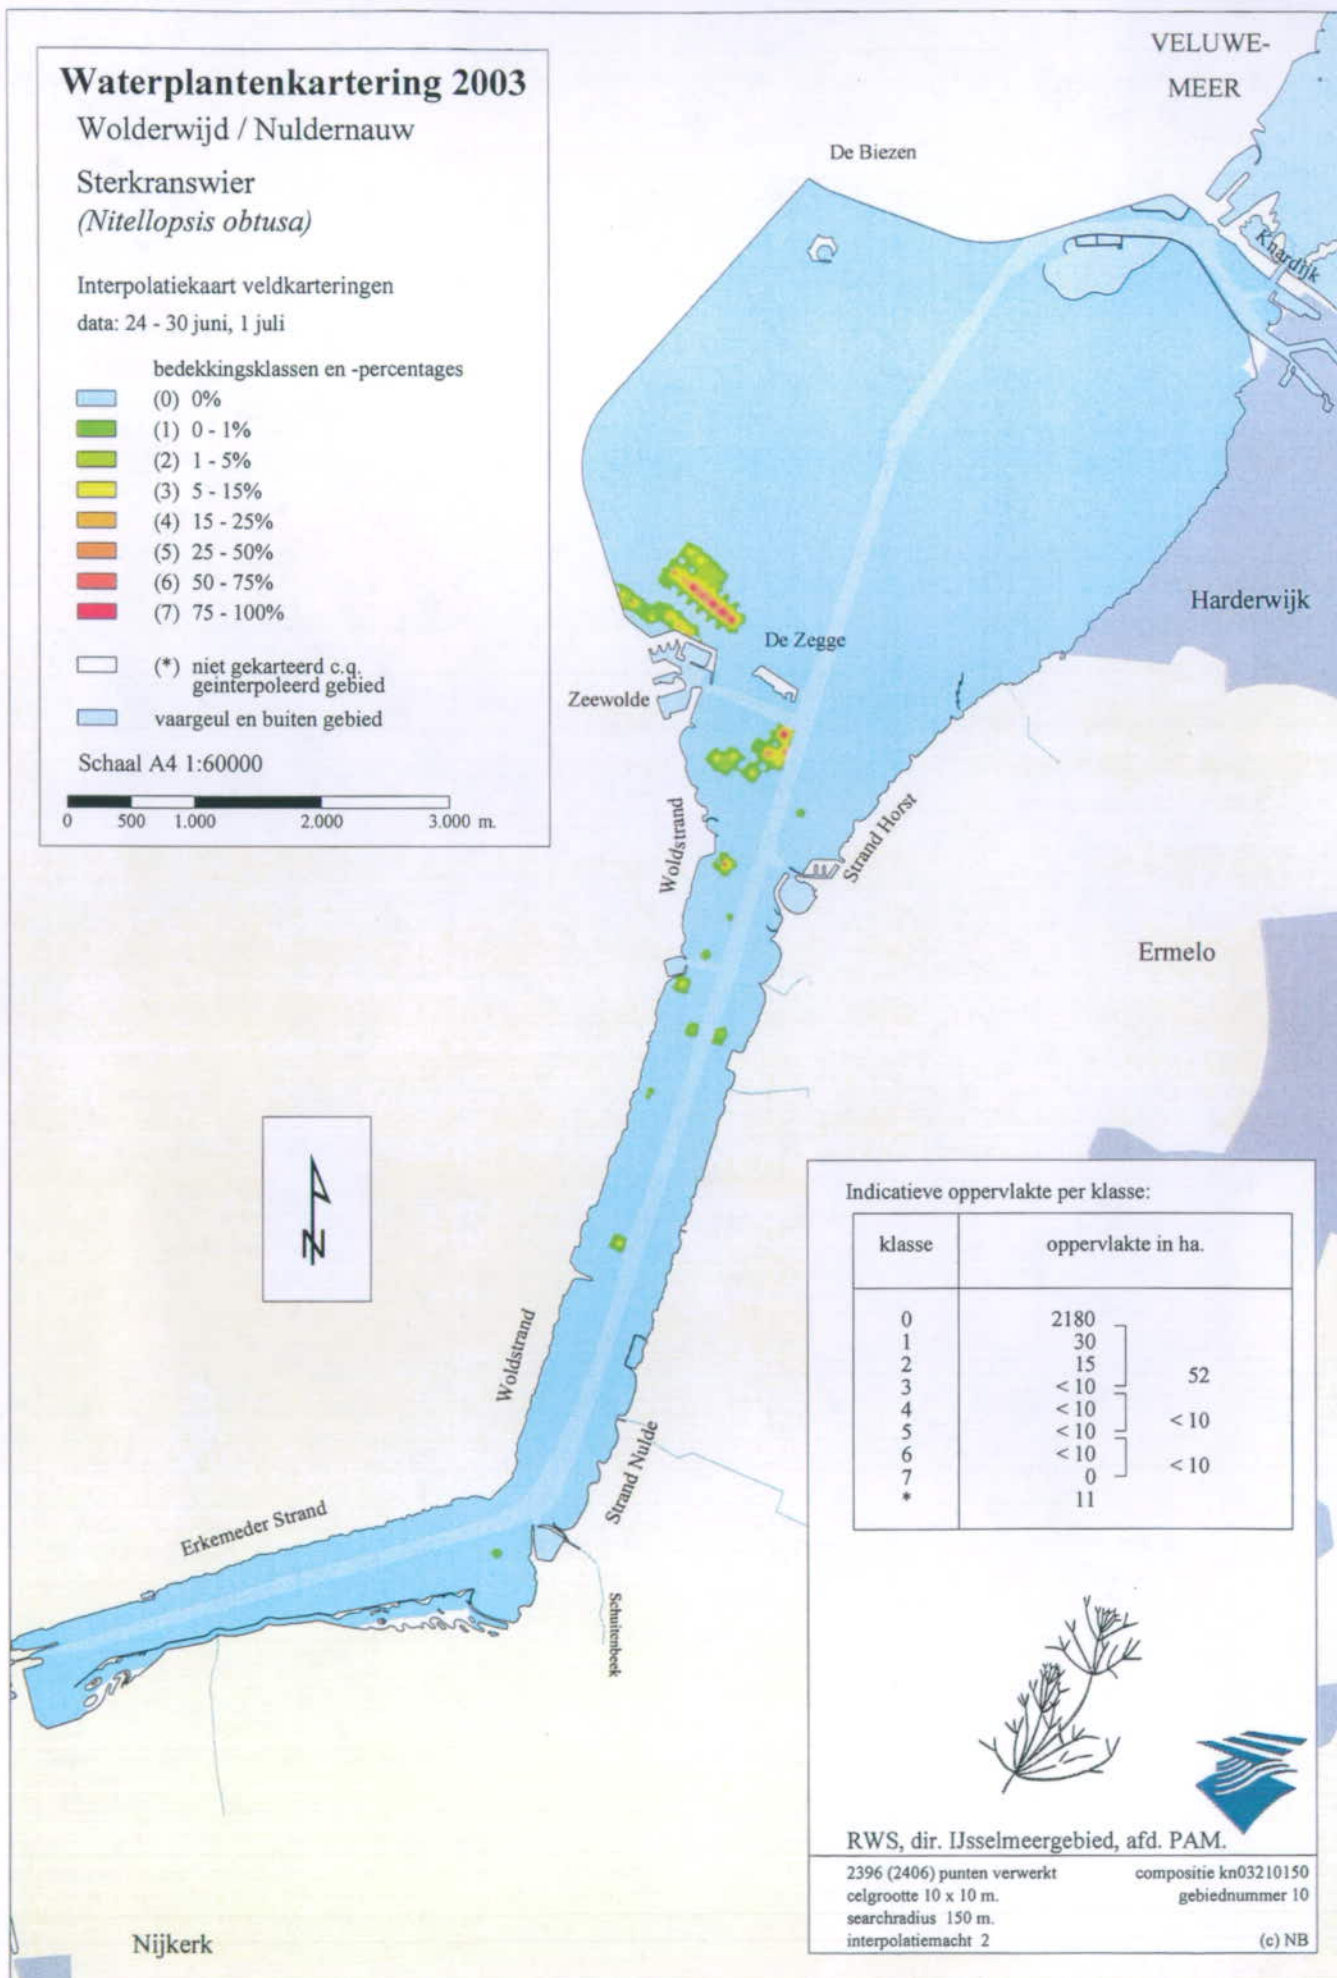 Waterplantenkartering 2003
Wolderwijd / Nuldernauw
Sterkranswier
(Nitellopsis obtusa)
Interpolatiekaart veldkarteringen
data: 24 - 30 juni, 1 juli
bedekkingsklassen en -percentages
(0) 0%
(1) 0 - 1%
(2) 1 - 5%
(3) 5 - 15%
(4) 15 - 25%
(5) 25 - 50%
(6) 50 - 75%
(7) 75 - 100%
(*) niet gekarteerd c.q.
geinterpoleerd gebied
vaargeul en buiten gebied
Schaal A4 1:60000
0 500 1.000 2.000 3.000 m.
VELUWE-
MEER
De Biezen
Knardijk
Harderwijk
De Zegge
Zeewolde
Woldstrand
Strand Horst
Ermelo
N
Woldstrand
Strand Nulde
Erkemeder Strand
Schuitenbeek
Nijkerk
Indicatieve oppervlakte per klasse:
klasse oppervlakte in ha.
0 2180
1 30
2 15
3 < 10 52
4 < 10
5 < 10 < 10
6 < 10
7 0 < 10
* 11
RWS, dir. IJsselmeergebied, afd. PAM.
2396 (2406) punten verwerkt compositie kn03210150
celgrootte 10 x 10 m. gebiednummer 10
searchradius 150 m.
interpolatiemacht 2 (c) NB